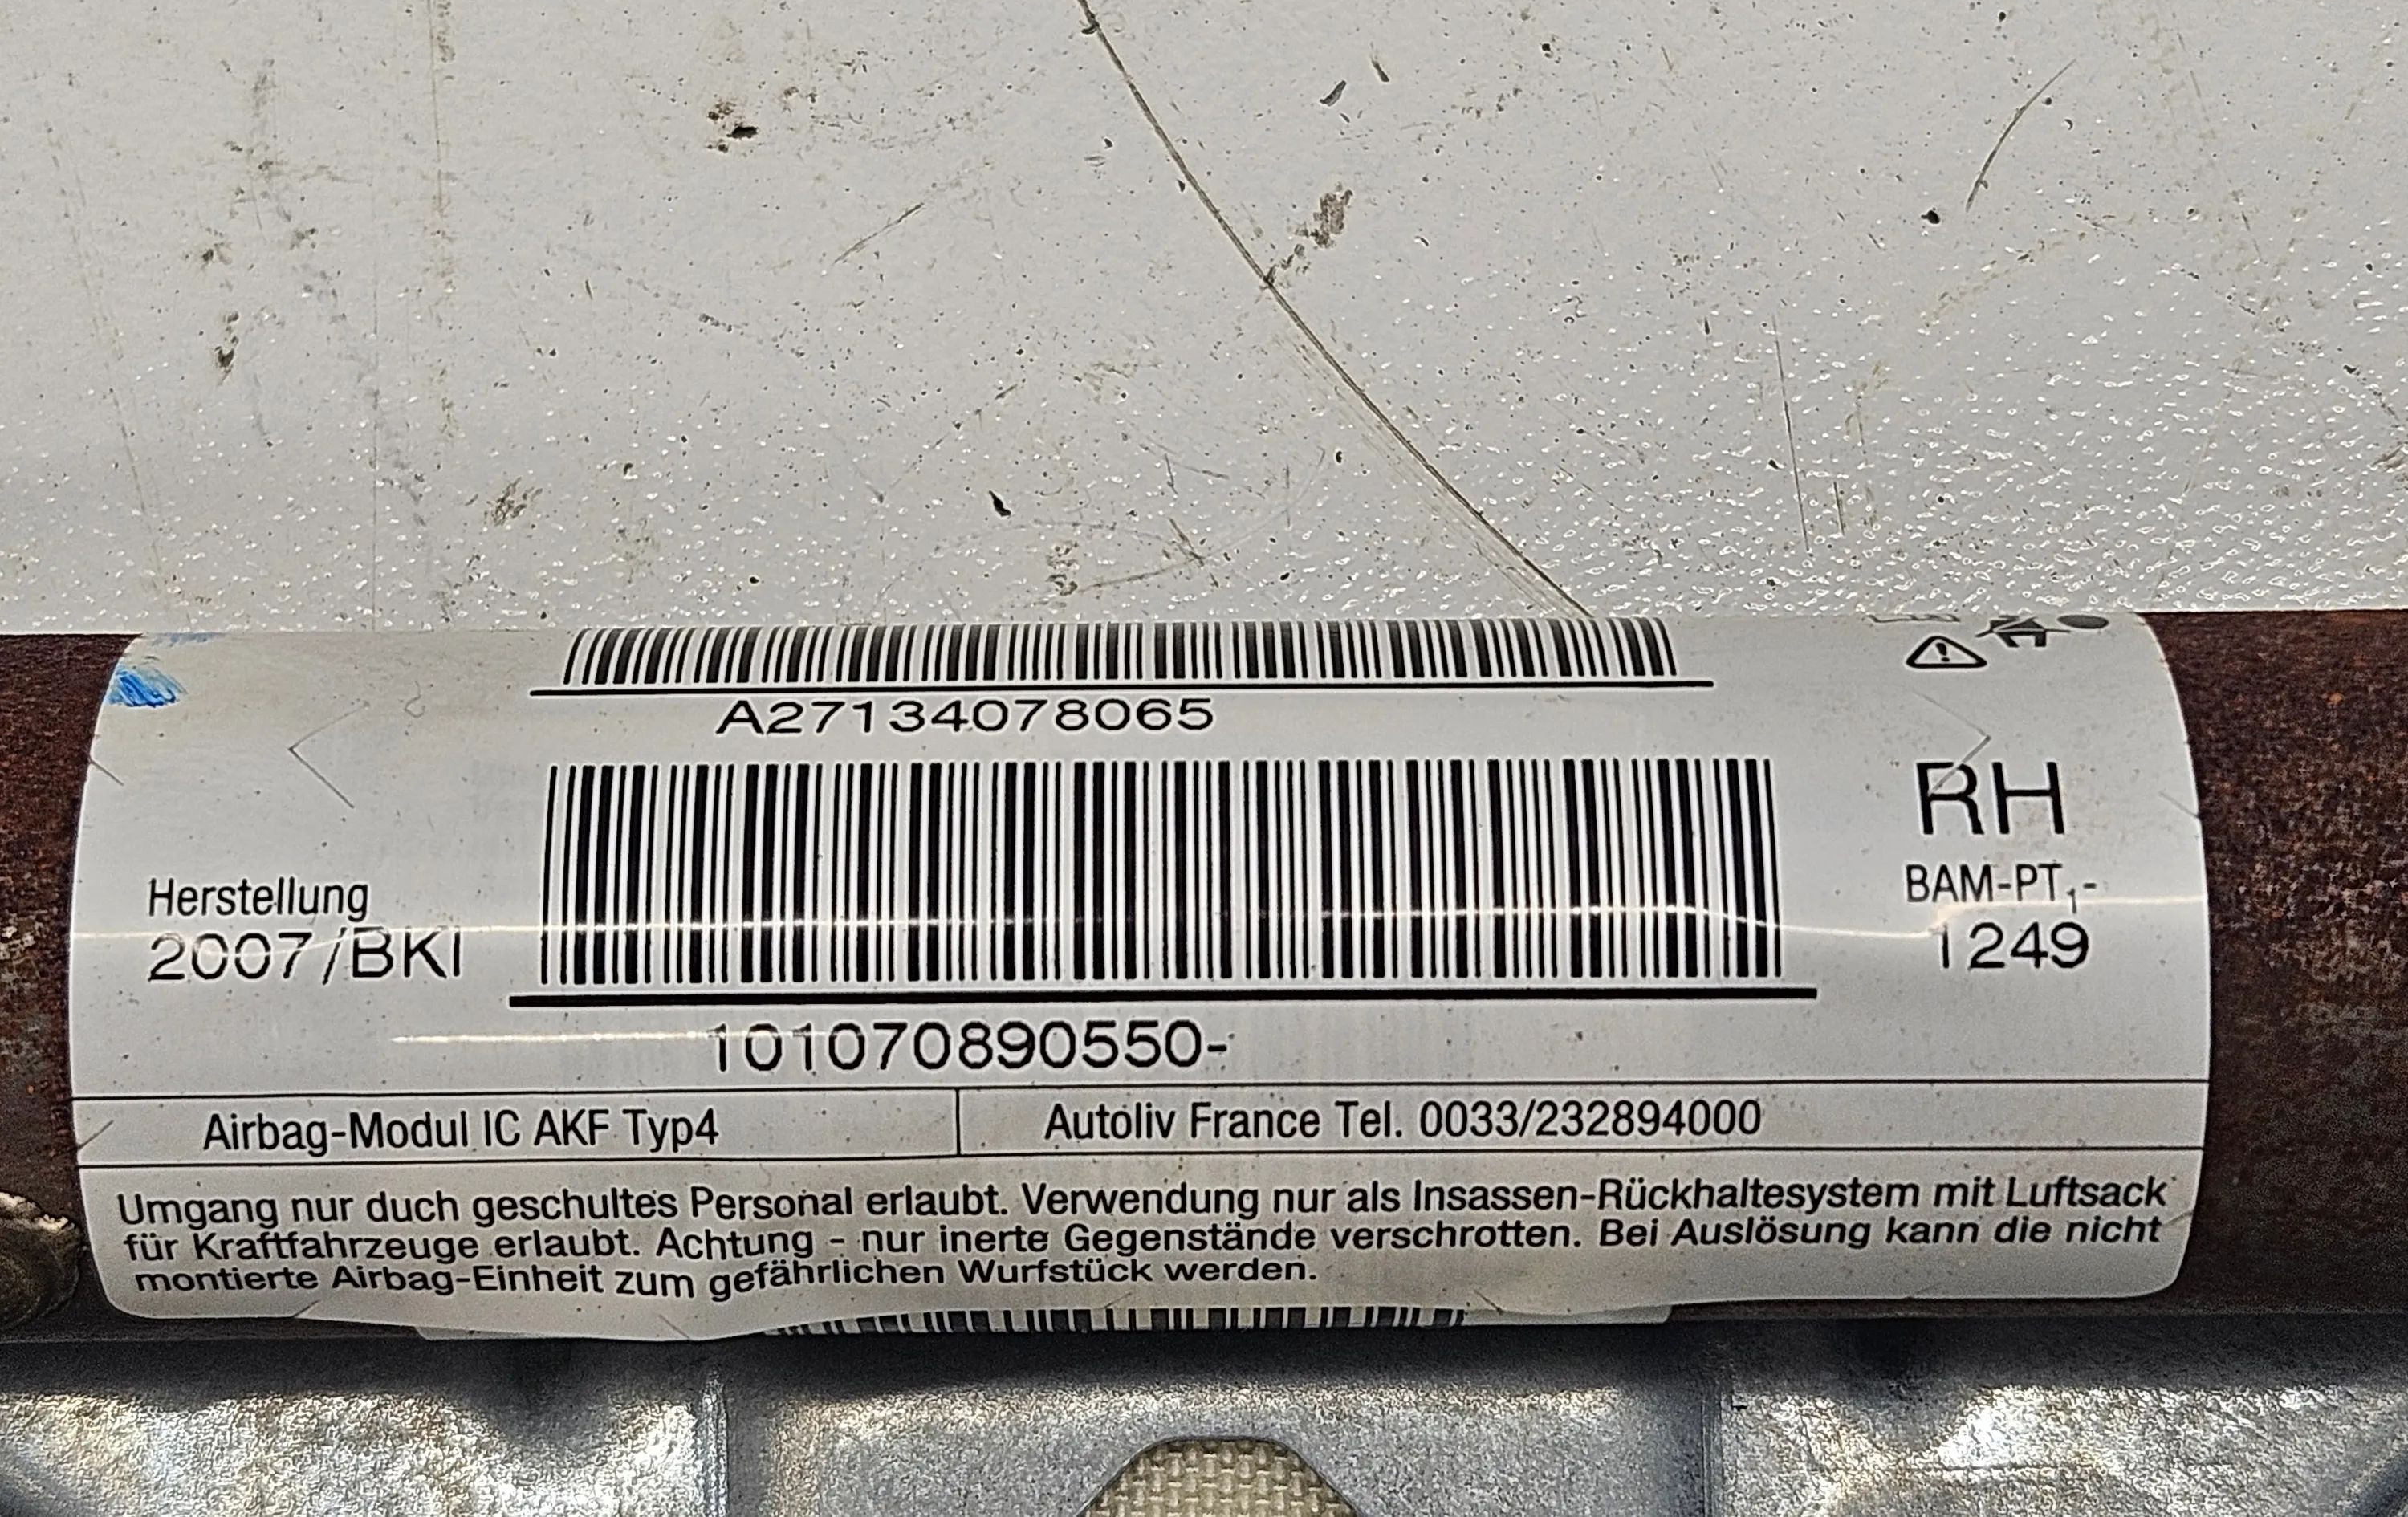 A27134078065
RH
Herstellung
2007/BKI
BAM-PT₁-
1249
101070890550-
Airbag-Modul IC AKF Typ4
Autoliv France Tel. 0033/232894000
Umgang nur duch geschultes Personal erlaubt. Verwendung nur als Insassen-Rückhaltesystem mit Luftsack
für Kraftfahrzeuge erlaubt. Achtung - nur inerte Gegenstände verschrotten. Bei Auslösung kann die nicht
montierte Airbag-Einheit zum gefährlichen Wurfstück werden.